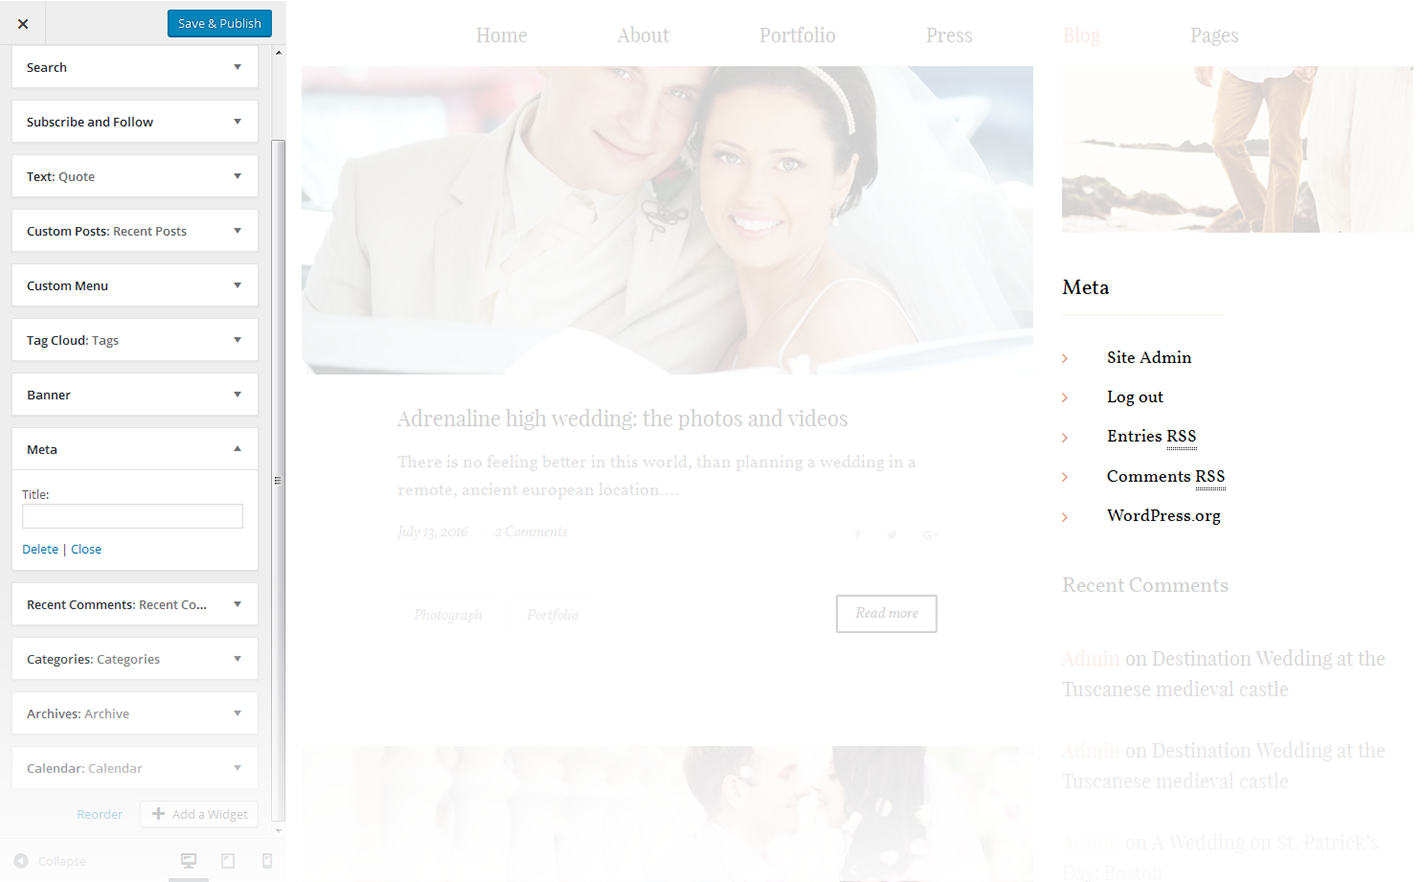 Save & Publish
Search
Subscribe and Follow
Text: Quote
Custom Posts: Recent Posts
Custom Menu
Tag Cloud: Tags
Banner
Meta
Title:
Delete | Close
Recent Comments: Recent Co...
Categories: Categories
Archives: Archive
Calendar: Calendar
Reorder
Add a Widget
Collapse
Home About Portfolio Press Blog Pages
Adrenaline high wedding: the photos and videos
There is no feeling better in this world, than planning a wedding in a
remote, ancient european location....
July 13, 2016 2 Comments
G+
Photograph Portfolio
Read more
Meta
Site Admin
Log out
Entries RSS
Comments RSS
WordPress.org
Recent Comments
Admin on Destination Wedding at the
Tuscanese medieval castle
Admin on Destination Wedding at the
Tuscanese medieval castle
Admin on A Wedding on St. Patrick's
Day: Boston